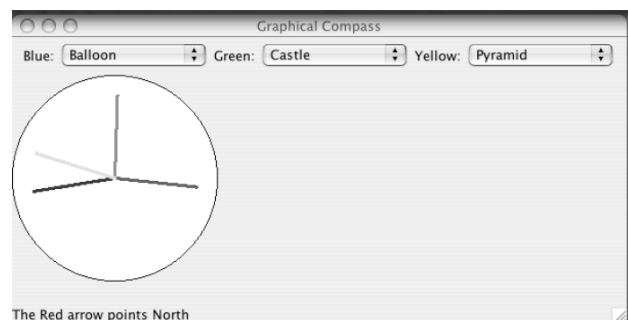 Graphical Compass
Blue: Balloon Green: Castle Yellow: Pyramid
The Red arrow points North